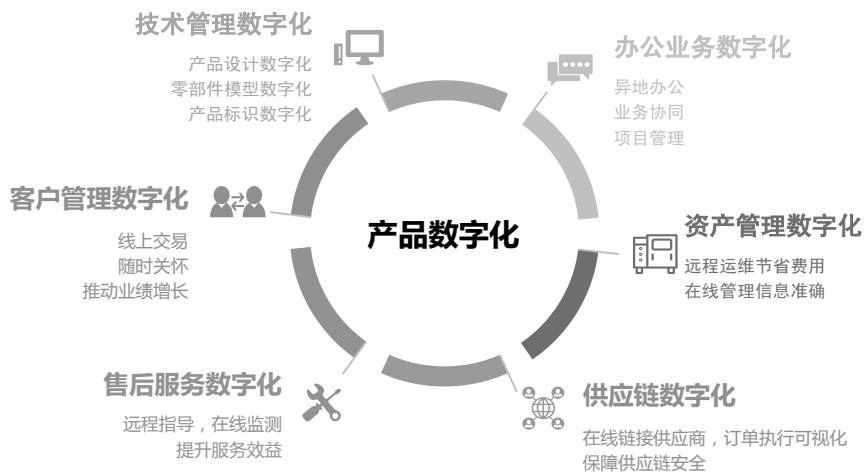 技术管理数字化
产品设计数字化
零部件模型数字化
产品标识数字化
办公业务数字化
异地办公
业务协同
项目管理
客户管理数字化
线上交易
随时关怀
推动业绩增长
产品数字化
资产管理数字化
远程运维节省费用
在线管理信息准确
售后服务数字化
远程指导，在线监测
提升服务效益
供应链数字化
在线链接供应商，订单执行可视化
保障供应链安全